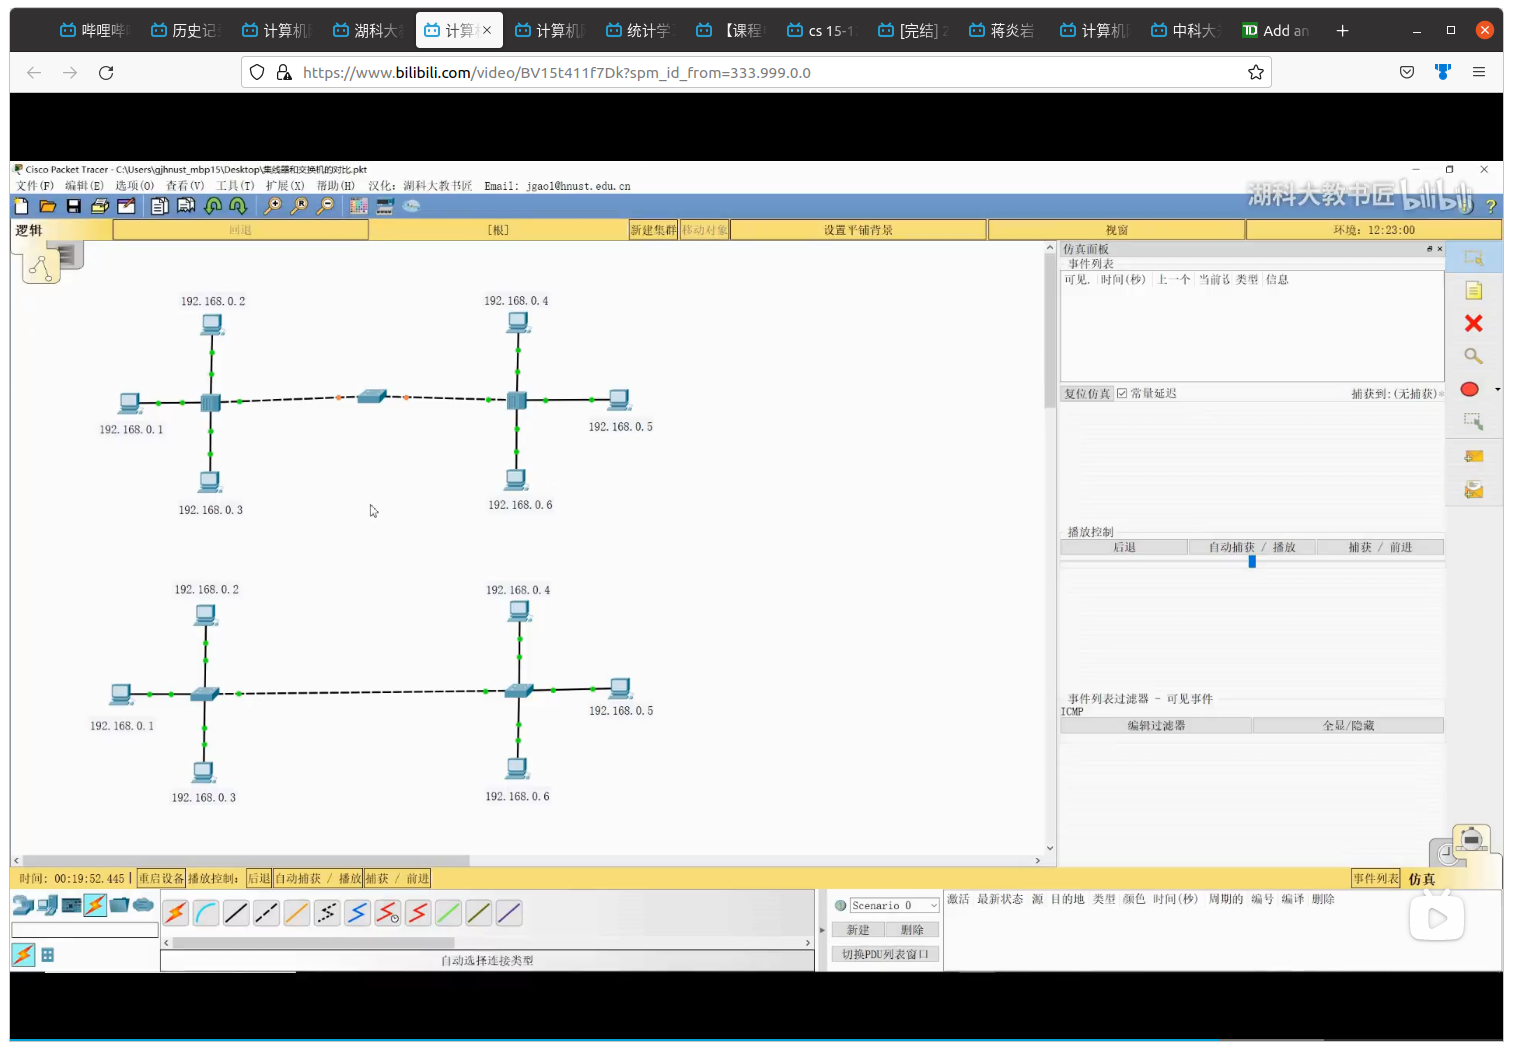 哔哩哔哩
历史记
计算机
湖科大
计算
计算机
统计学
【课程
cs 15-1
[完结] 2
蒋炎岩
计算机
中科大
Add an
https://www.bilibili.com/video/BV15t411f7Dk?spm_id_from=333.999.0.0
Cisco Packet Tracer - C:\Users\gjhnust_mbp15\Desktop\集线器和交换机的对比.pkt
文件(F) 编辑(E) 选项(O) 查看(V) 工具(T) 扩展(X) 帮助(H) 汉化: 湖科大教书匠 Email: jgao1@hnust.edu.cn
湖科大教书匠 bilibili
逻辑 回退 [根] 新建集群 移动对象 设置平铺背景 视窗 环境: 12:23:00
仿真面板
事件列表
可见. 时间(秒) 上一个 当前设 类型 信息
192.168.0.2
192.168.0.4
192.168.0.1
192.168.0.5
192.168.0.3
192.168.0.6
复位仿真 常量延迟 捕获到:(无捕获)
播放控制
后退 自动捕获 / 播放 捕获 / 前进
192.168.0.2
192.168.0.4
192.168.0.1
192.168.0.5
192.168.0.3
192.168.0.6
事件列表过滤器 - 可见事件
ICMP
编辑过滤器 全显/隐藏
时间: 00:19:52.445 重启设备 播放控制: 后退 自动捕获 / 播放 捕获 / 前进 事件列表 仿真
Scenario 0
新建 删除
切换PDU列表窗口
激活 最新状态 源 目的地 类型 颜色 时间(秒) 周期的 编号 编译 删除
自动选择连接类型